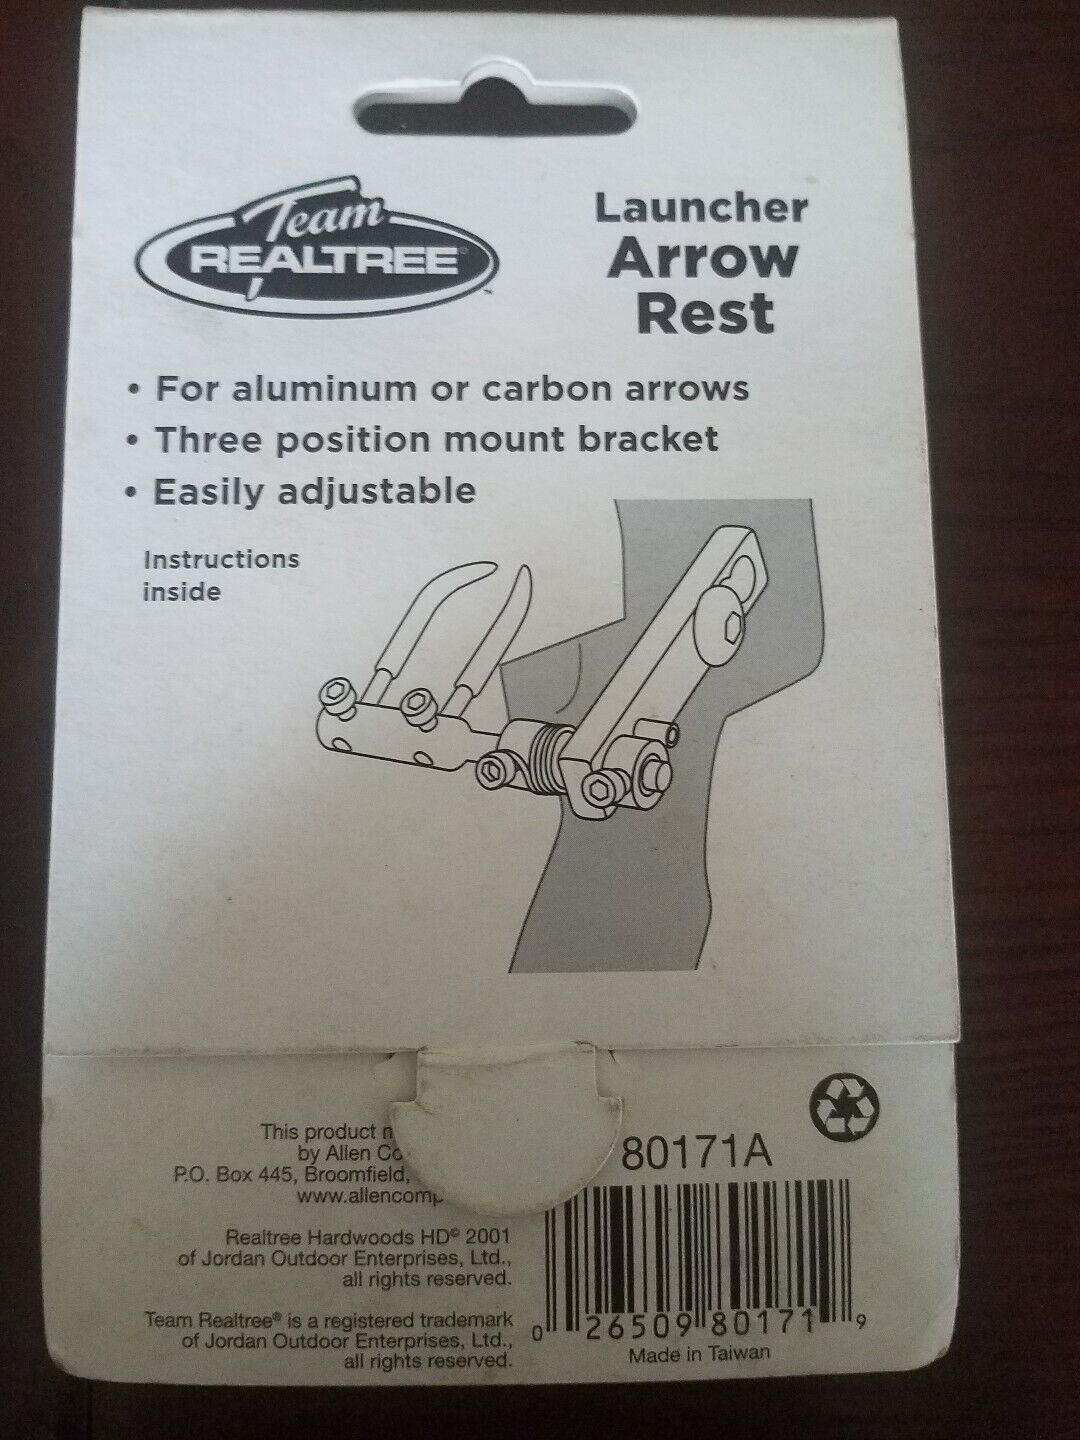 Team
REALTREE®™
Launcher
Arrow
Rest
• For aluminum or carbon arrows
• Three position mount bracket
• Easily adjustable
Instructions
inside
This product
by Allen
P.O. Box 445, Broomfield,
Realtree Hardwoods HD© 2001
of Jordan Outdoor Enterprises, Ltd.,
all rights reserved.
Team Realtree® is a registered trademark
of Jordan Outdoor Enterprises, Ltd.,
all rights reserved.
80171A
0 26509 80171 9
Made in Taiwan